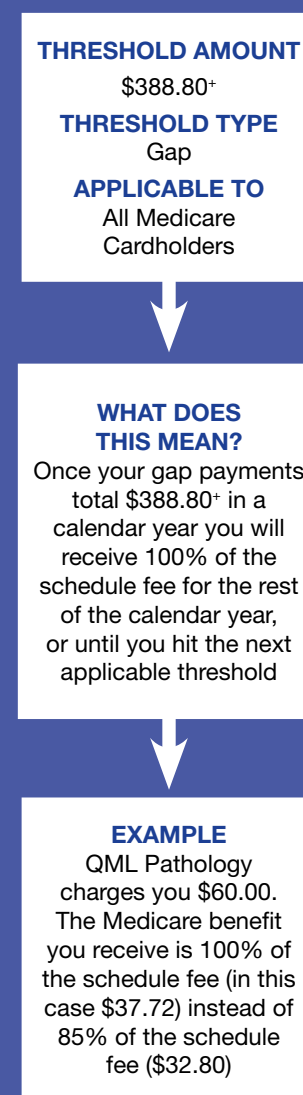 THRESHOLD AMOUNT
$388.80⁺
THRESHOLD TYPE
Gap
APPLICABLE TO
All Medicare
Cardholders
WHAT DOES
THIS MEAN?
Once your gap payments
total $388.80⁺ in a
calendar year you will
receive 100% of the
schedule fee for the rest
of the calendar year,
or until you hit the next
applicable threshold
EXAMPLE
QML Pathology
charges you $60.00.
The Medicare benefit
you receive is 100% of
the schedule fee (in this
case $37.72) instead of
85% of the schedule
fee ($32.80)